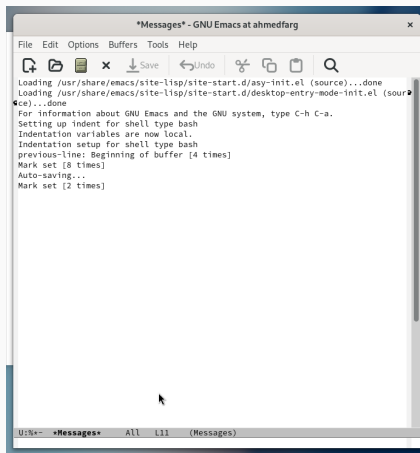 *Messages* - GNU Emacs at ahmedfarg
File Edit Options Buffers Tools Help
Save Undo
Loading /usr/share/emacs/site-lisp/site-start.d/asy-init.el (source)...done
Loading /usr/share/emacs/site-lisp/site-start.d/desktop-entry-mode-init.el (sour
ce)...done
For information about GNU Emacs and the GNU system, type C-h C-a.
Setting up indent for shell type bash
Indentation variables are now local.
Indentation setup for shell type bash
previous-line: Beginning of buffer [4 times]
Mark set [8 times]
Auto-saving...
Mark set [2 times]
U:%*- *Messages* All L11 (Messages)